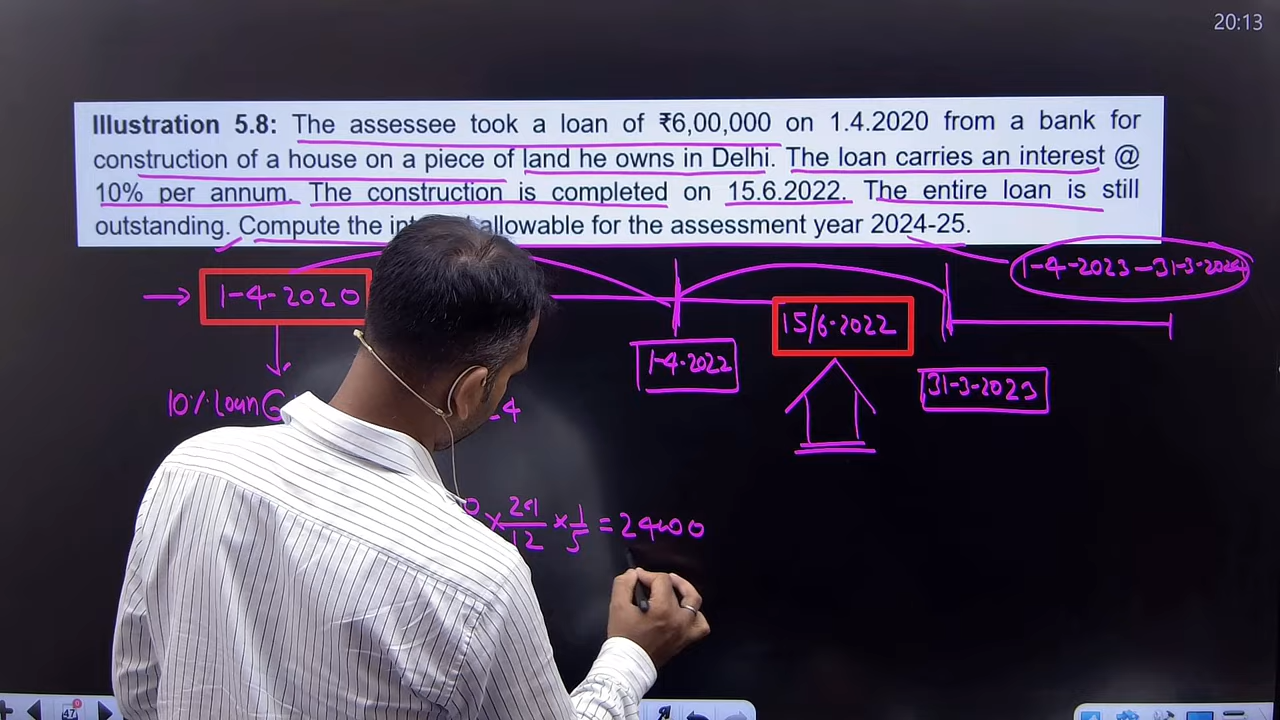 20:13
Illustration 5.8: The assessee took a loan of ₹6,00,000 on 1.4.2020 from a bank for
construction of a house on a piece of land he owns in Delhi. The loan carries an interest @
10% per annum. The construction is completed on 15.6.2022. The entire loan is still
outstanding. Compute the allowable for the assessment year 2024-25.
1-4-2023-31-3-2024
1-4-2020
15/6-2022
1-4-2022
31-3-2023
10% Loan @
0 × 24/12 × 1/5 = 24000
47